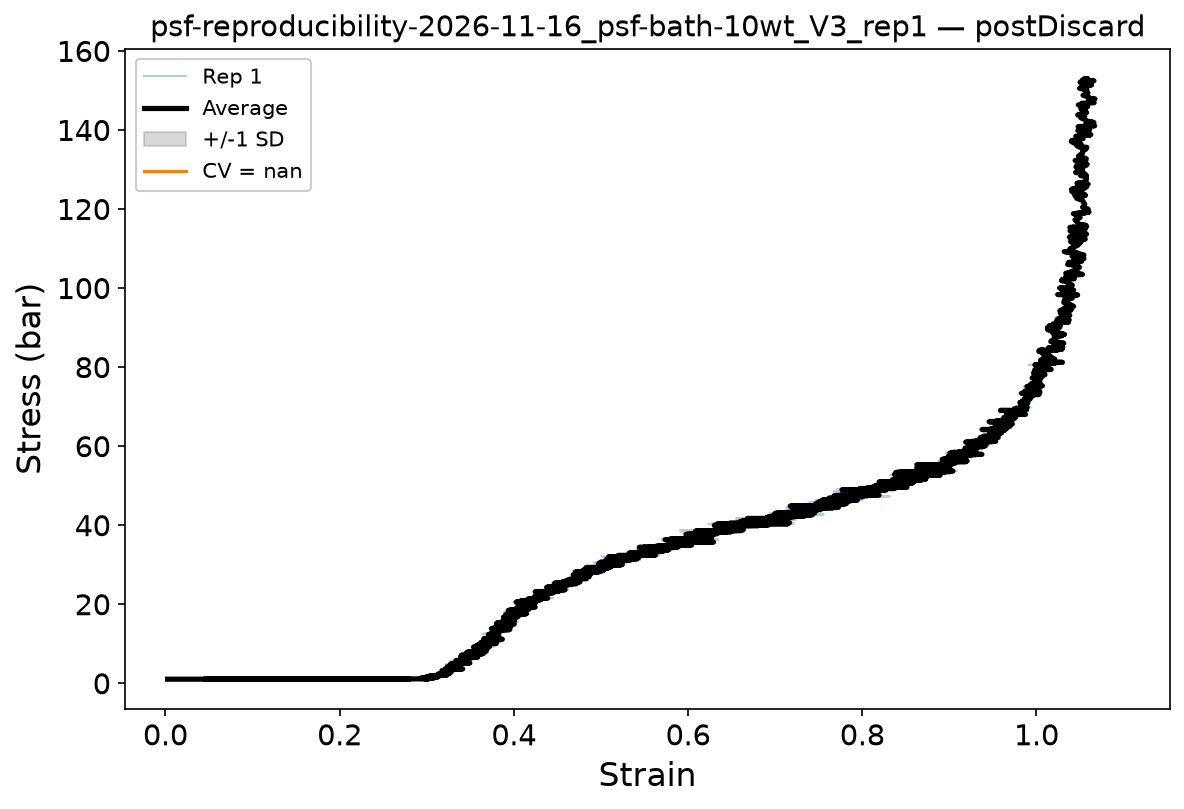 psf-reproducibility-2026-11-16_psf-bath-10wt_V3_rep1 — postDiscard
Rep 1
Average
+/-1 SD
CV = nan
160
140
120
100
80
60
40
20
0
Stress (bar)
0.0 0.2 0.4 0.6 0.8 1.0
Strain